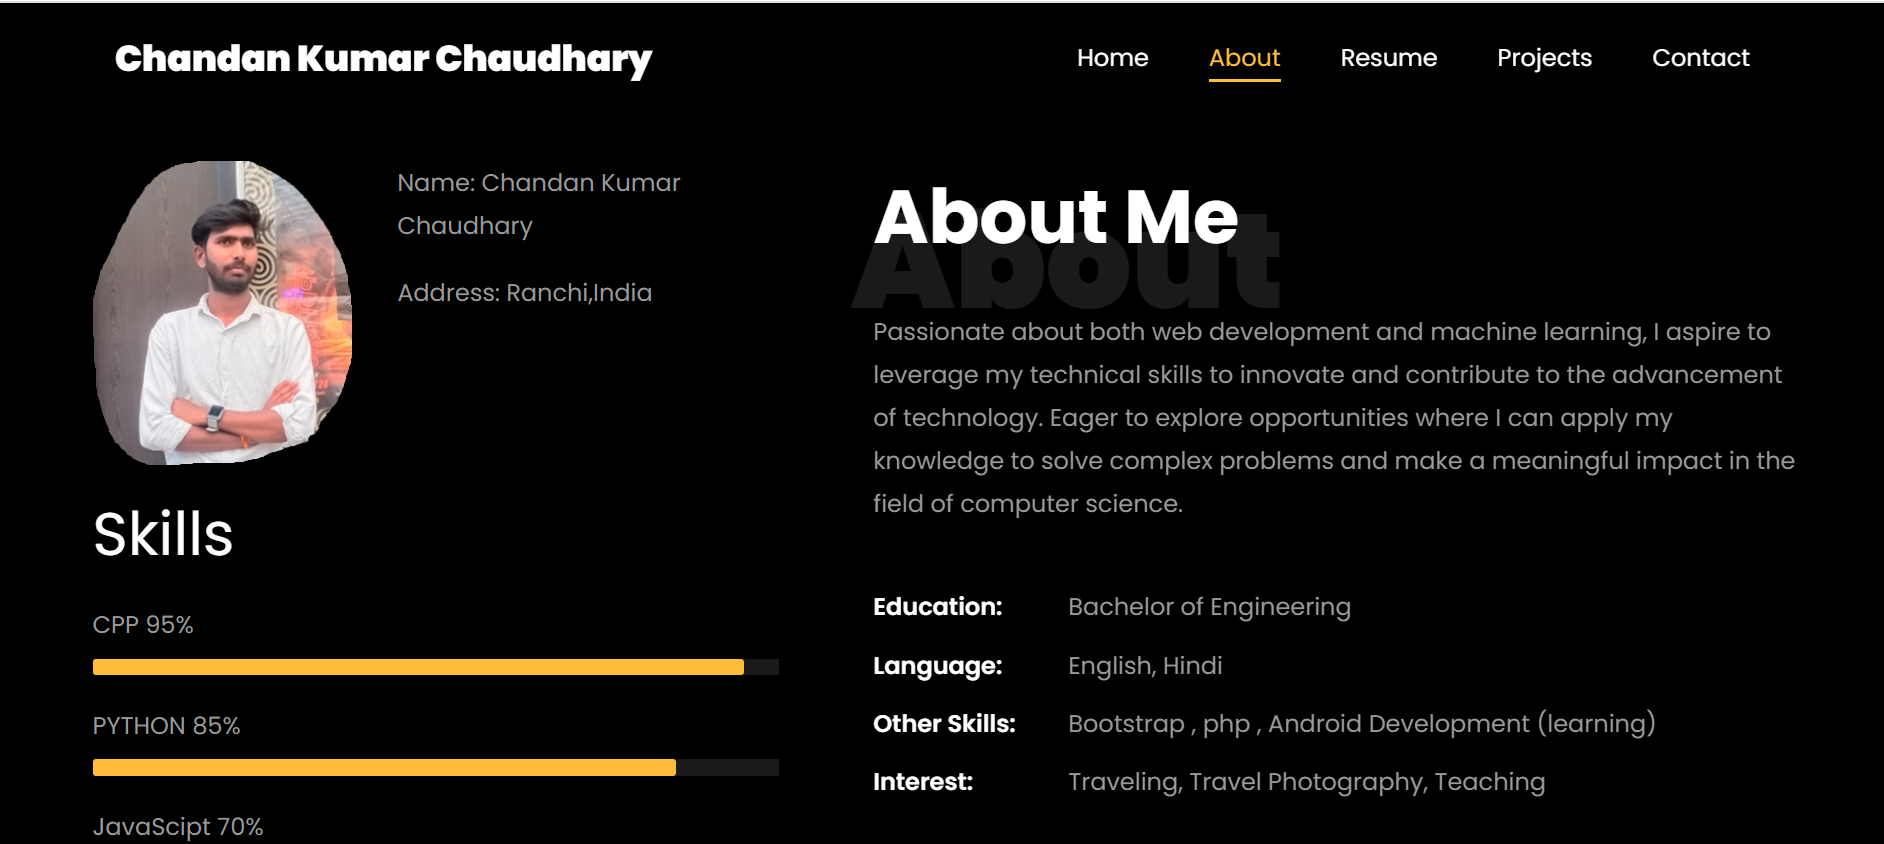 Chandan Kumar Chaudhary
Home About Resume Projects Contact
Name: Chandan Kumar
Chaudhary
Address: Ranchi,India
Skills
CPP 95%
PYTHON 85%
JavaScipt 70%
About Me
About
Passionate about both web development and machine learning, I aspire to
leverage my technical skills to innovate and contribute to the advancement
of technology. Eager to explore opportunities where I can apply my
knowledge to solve complex problems and make a meaningful impact in the
field of computer science.
Education: Bachelor of Engineering
Language: English, Hindi
Other Skills: Bootstrap , php , Android Development (learning)
Interest: Traveling, Travel Photography, Teaching